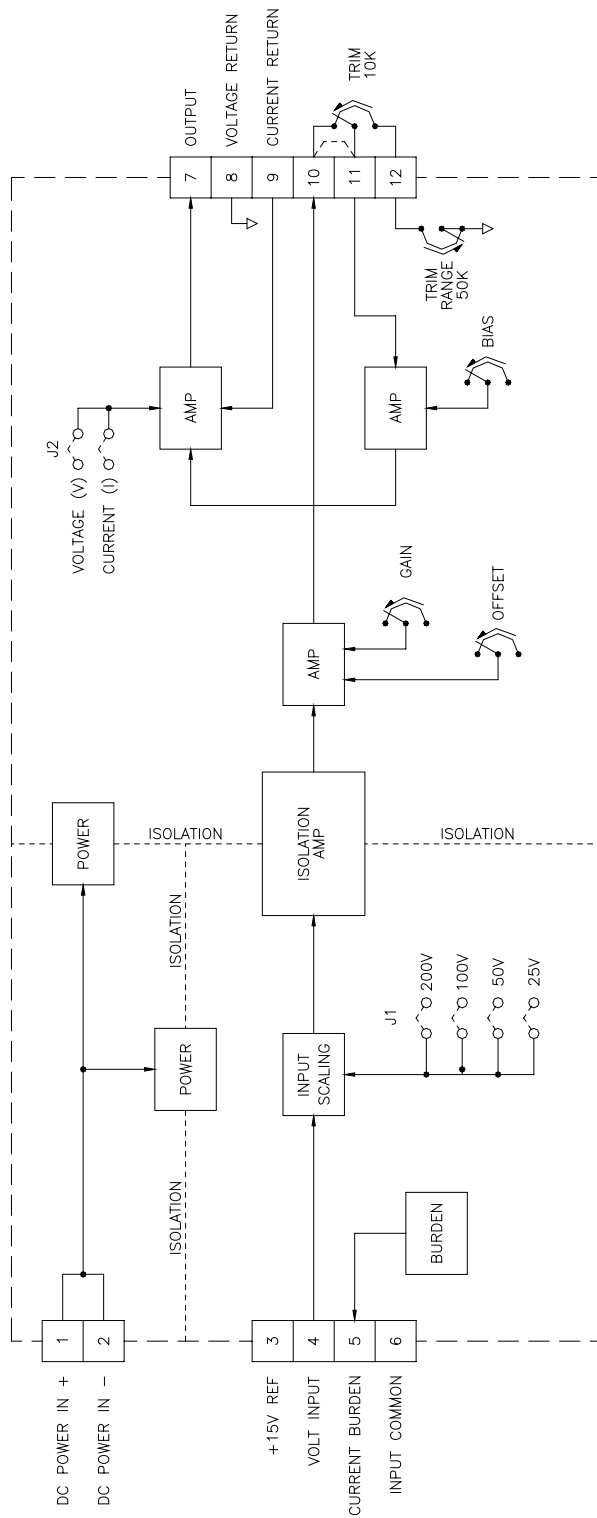 DC POWER IN +
1
DC POWER IN –
2
+15V REF
3
VOLT INPUT
4
CURRENT BURDEN
5
INPUT COMMON
6
POWER
POWER
ISOLATION
ISOLATION
ISOLATION
ISOLATION
BURDEN
INPUT
SCALING
J1
200V
100V
50V
25V
ISOLATION
AMP
AMP
GAIN
OFFSET
J2
VOLTAGE (V)
CURRENT (I)
AMP
AMP
BIAS
TRIM
RANGE
50K
7
OUTPUT
8
VOLTAGE RETURN
9
CURRENT RETURN
10
11
12
TRIM
10K